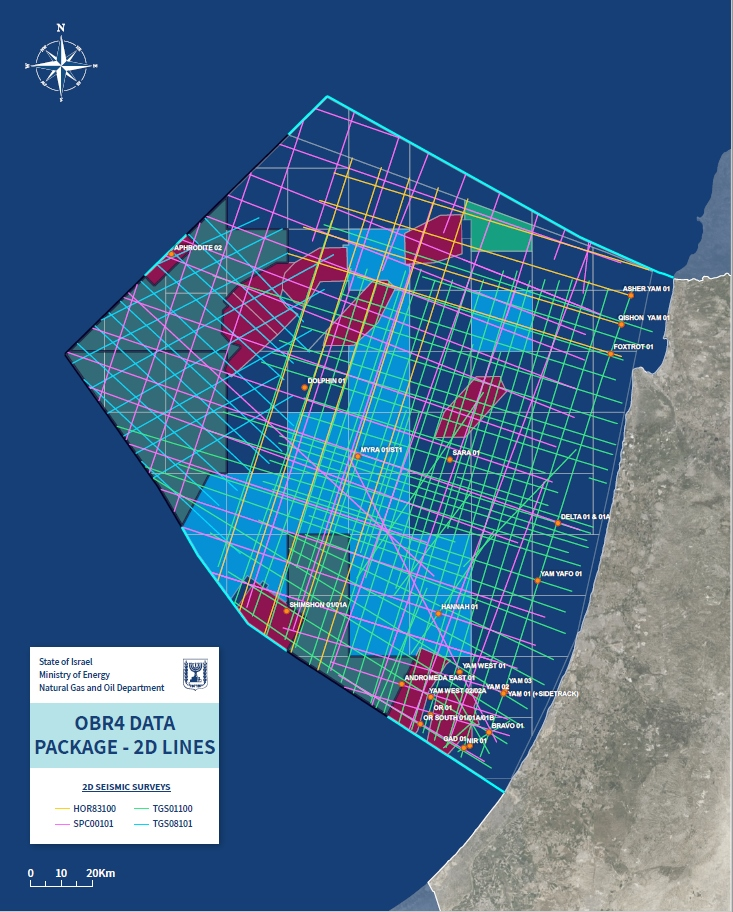 N
APHRODITE 02
ASHER YAM 01
QISHON YAM 01
FOXTROT 01
DOLPHIN 01
MYRA 01/ST1
SARA 01
DELTA 01 & 01A
YAM YAFO 01
SHIMSHON 01/01A
HANNAH 01
YAM WEST 01
ANDROMEDA EAST 01
YAM 03
YAM 02
YAM WEST 02/02A
YAM 01 (+SIDETRACK)
OR 01
OR SOUTH 01/01A/01B
BRAVO 01
GAD 01
NIR 01
State of Israel
Ministry of Energy
Natural Gas and Oil Department
OBR4 DATA
PACKAGE - 2D LINES
2D SEISMIC SURVEYS
HOR83100 TGS01100
SPC00101 TGS08101
0 10 20Km